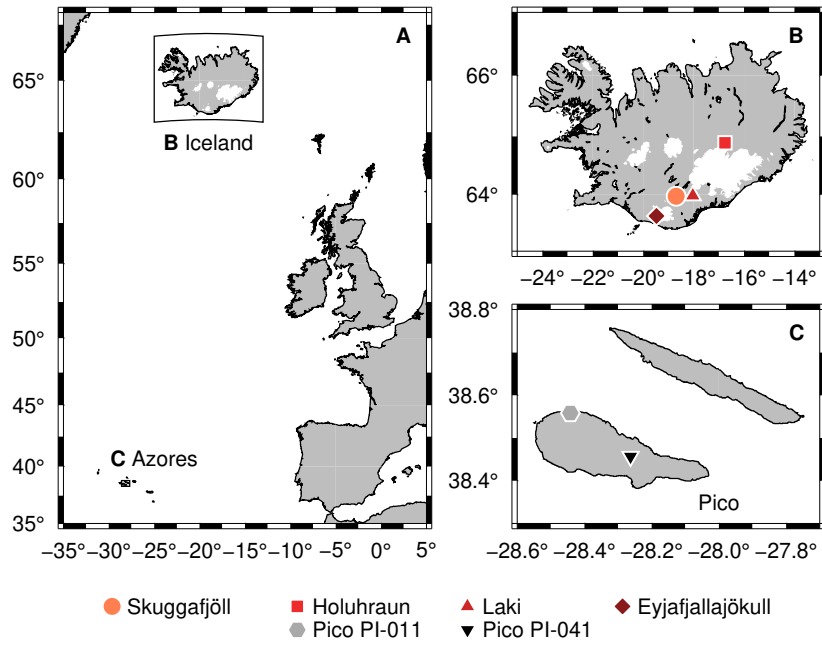 A
65°
60°
55°
50°
45°
40°
35°
B Iceland
C Azores
−35° −30° −25° −20° −15° −10° −5° 0° 5°
B
66°
64°
−24° −22° −20° −18° −16° −14°
C
38.8°
38.6°
38.4°
Pico
−28.6° −28.4° −28.2° −28.0° −27.8°
Skuggafjöll Holuhraun Laki Eyjafjallajökull
Pico PI-011 Pico PI-041